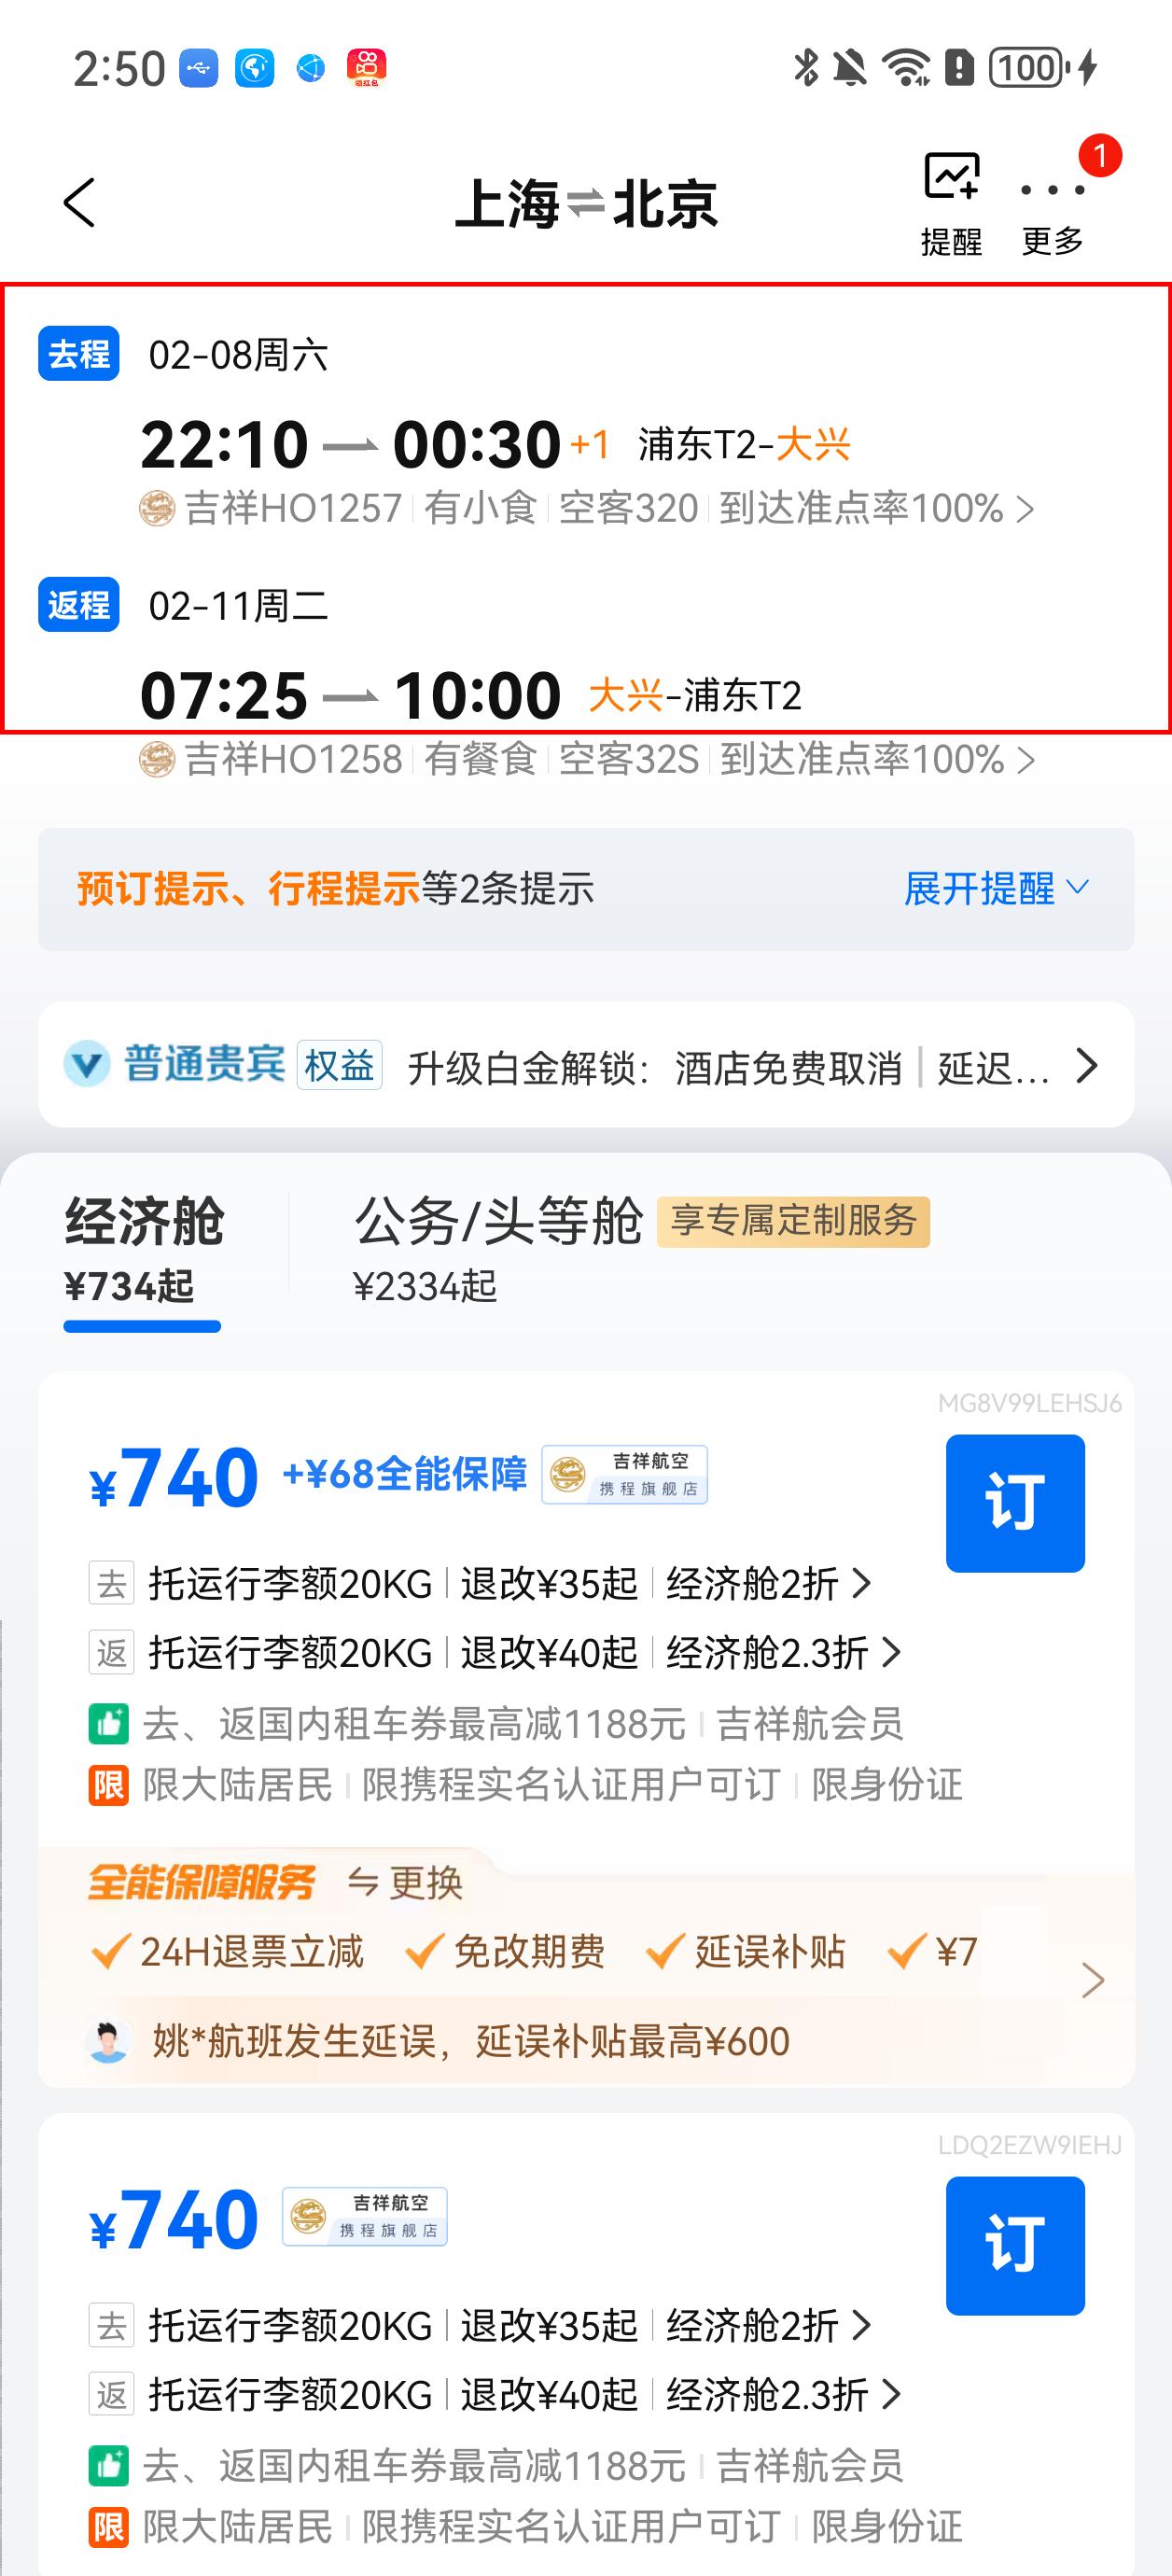 2:50
100
上海⇌北京
1
提醒 更多
去程 02-08周六
22:10 00:30 +1 浦东T2-大兴
吉祥HO1257 有小食 空客320 到达准点率100%
返程 02-11周二
07:25 10:00 大兴-浦东T2
吉祥HO1258 有餐食 空客32S 到达准点率100%
预订提示、行程提示等2条提示 展开提醒
普通贵宾 权益 升级白金解锁：酒店免费取消 | 延迟...
经济舱 公务/头等舱 享专属定制服务
¥734起 ¥2334起
MG8V99LEHSJ6
¥740 +¥68全能保障 吉祥航空 携程旗舰店 订
去 托运行李额20KG 退改¥35起 经济舱2折
返 托运行李额20KG 退改¥40起 经济舱2.3折
去、返国内租车券最高减1188元 吉祥航会员
限 限大陆居民 限携程实名认证用户可订 限身份证
全能保障服务 更换
24H退票立减 免改期费 延误补贴 ¥7
姚*航班发生延误，延误补贴最高¥600
LDQ2EZW9IEHJ
¥740 吉祥航空 携程旗舰店 订
去 托运行李额20KG 退改¥35起 经济舱2折
返 托运行李额20KG 退改¥40起 经济舱2.3折
去、返国内租车券最高减1188元 吉祥航会员
限 限大陆居民 限携程实名认证用户可订 限身份证